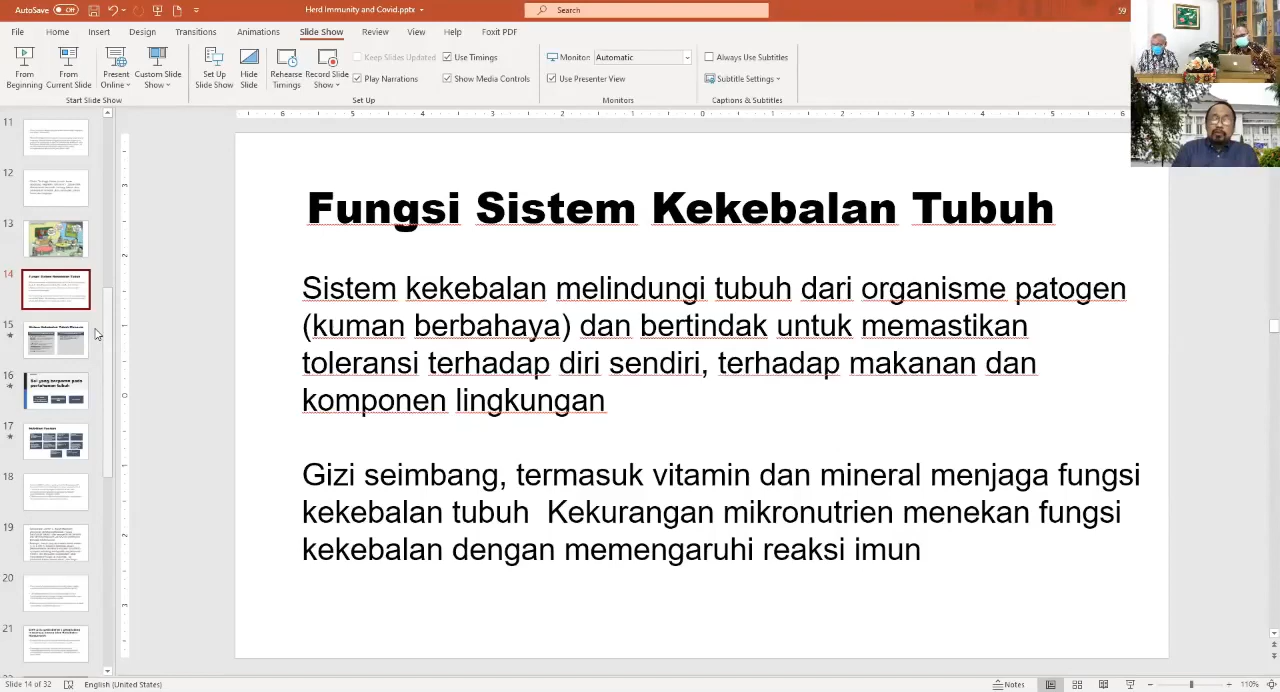 AutoSave Off
Herd Immunity and Covid.pptx
Search
59
File Home Insert Design Transitions Animations Slide Show Review View Help Foxit PDF
From Beginning
From Current Slide
Present Online
Custom Slide Show
Start Slide Show
Set Up Slide Show
Hide Slide
Rehearse Timings
Record Slide Show
Keep Slides Updated
Play Narrations
Use Timings
Show Media Controls
Set Up
Monitor: Automatic
Use Presenter View
Monitors
Always Use Subtitles
Subtitle Settings
Captions & Subtitles
11
12
13
14
15
16
17
18
19
20
21
Fungsi Sistem Kekebalan Tubuh
Sistem kekebalan melindungi tubuh dari organisme patogen
(kuman berbahaya) dan bertindak untuk memastikan
toleransi terhadap diri sendiri, terhadap makanan dan
komponen lingkungan
Gizi seimbang, termasuk vitamin dan mineral menjaga fungsi
kekebalan tubuh Kekurangan mikronutrien menekan fungsi
kekebalan dengan memengaruhi reaksi imun
Slide 14 of 32
English (United States)
Notes
110%